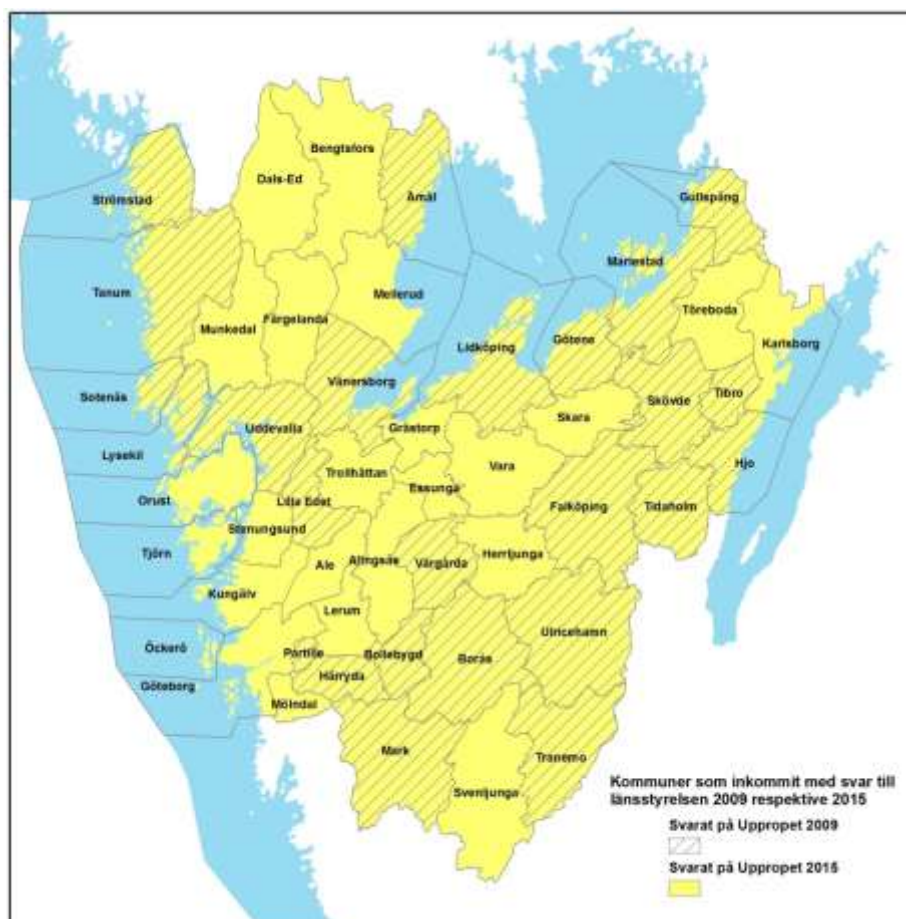 Bengtsfors
Dals-Ed
Åmål
Strömstad
Gullspång
Mariestad
Tanum
Mellerud
Töreboda
Munkedal
Färgelanda
Karlsborg
Lidköping
Götene
Vänersborg
Sotenäs
Tibro
Skövde
Skara
Uddevalla
Grästorp
Lysekil
Hjo
Vara
Trollhättan
Essunga
Orust
Lilla Edet
Falköping
Tidaholm
Stenungsund
Tjörn
Ale
Alingsås
Vårgårda
Herrljunga
Kungälv
Lerum
Ulricehamn
Öckerö
Partille
Bollebygd
Borås
Härryda
Göteborg
Mölndal
Mark
Tranemo
Svenljunga
Kommuner som inkommit med svar till
länsstyrelsen 2009 respektive 2015
Svarat på Uppropet 2009
Svarat på Uppropet 2015